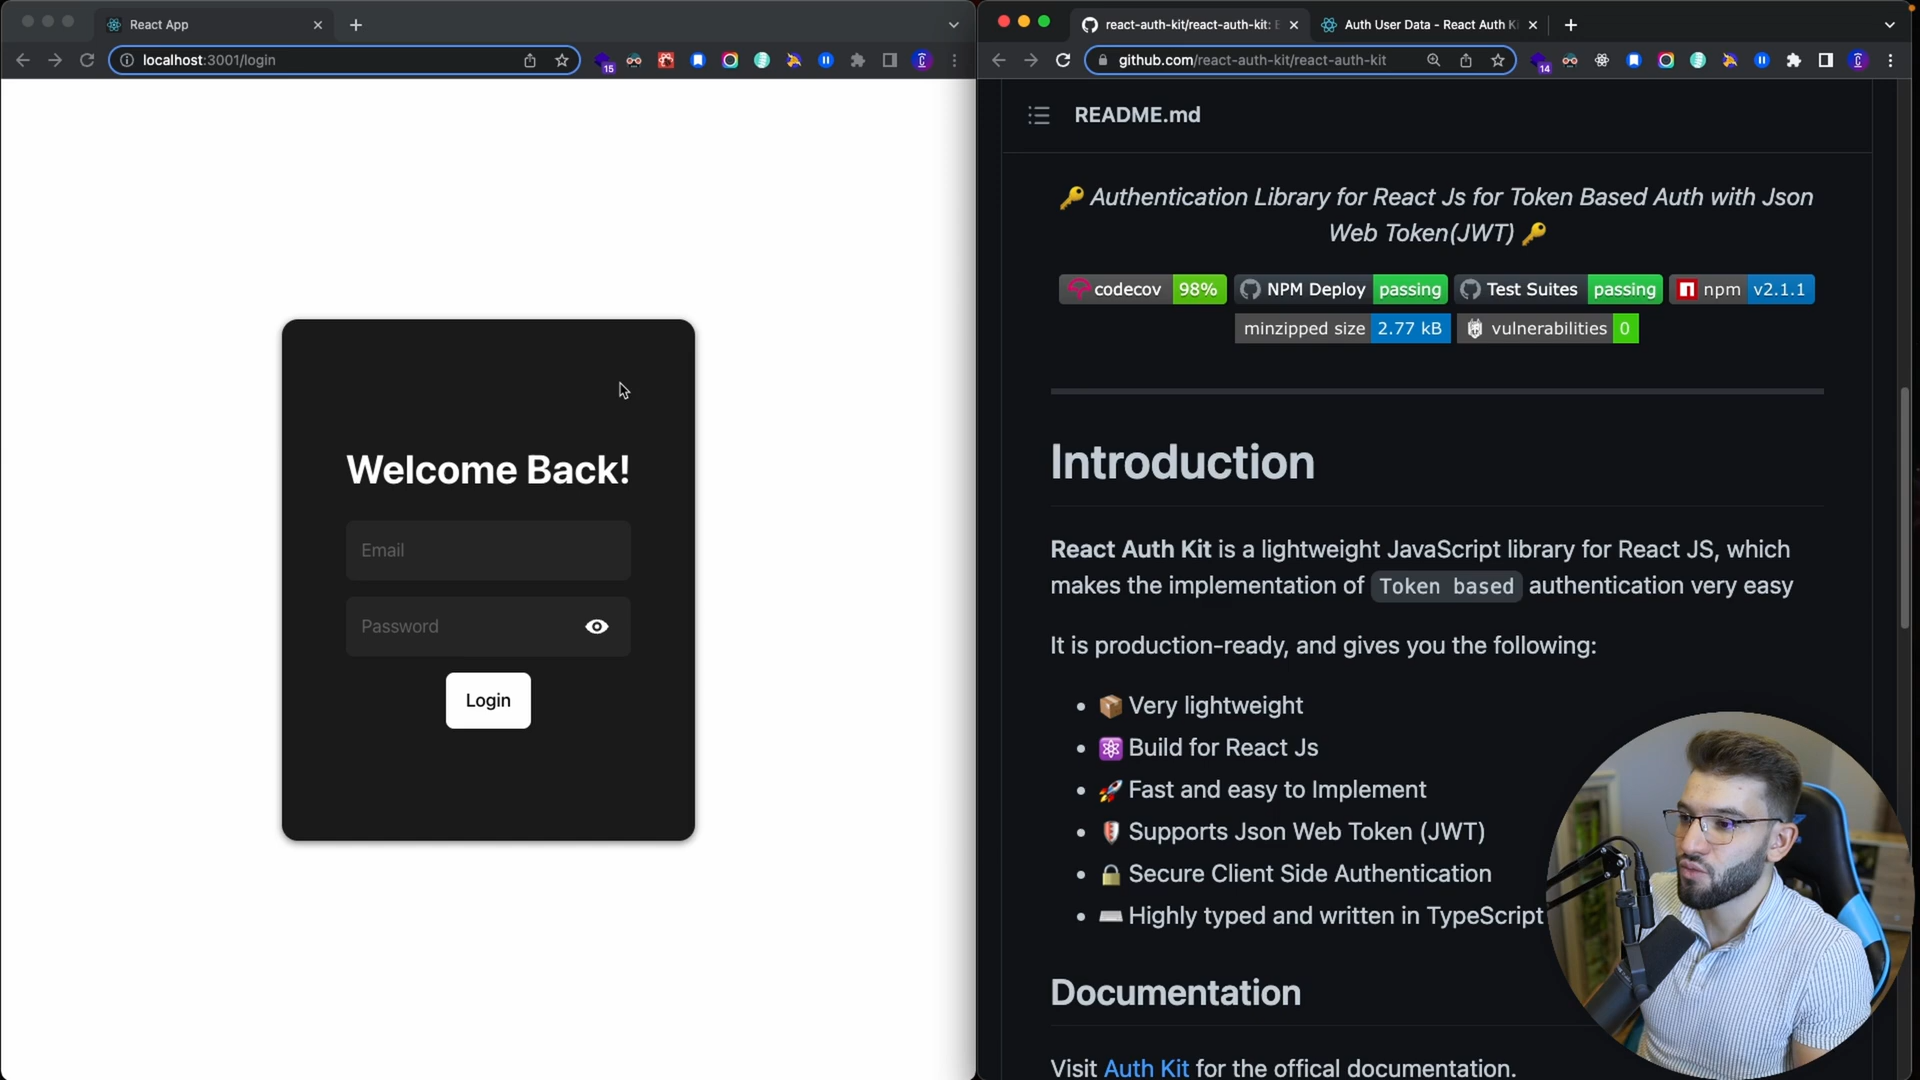 React App
localhost:3001/login
15
Welcome Back!
Email
Password
Login
react-auth-kit/react-auth-kit:
Auth User Data - React Auth Ki
github.com/react-auth-kit/react-auth-kit
14
README.md
🔑 Authentication Library for React Js for Token Based Auth with Json
Web Token(JWT) 🔑
codecov 98% NPM Deploy passing Test Suites passing npm v2.1.1
minzipped size 2.77 kB vulnerabilities 0
Introduction
React Auth Kit is a lightweight JavaScript library for React JS, which
makes the implementation of Token based authentication very easy
It is production-ready, and gives you the following:
• 📦 Very lightweight
• ⚛️ Build for React Js
• 🚀 Fast and easy to Implement
• Supports Json Web Token (JWT)
• 🔒 Secure Client Side Authentication
• ⌨️ Highly typed and written in TypeScript
Documentation
Visit Auth Kit for the offical documentation.